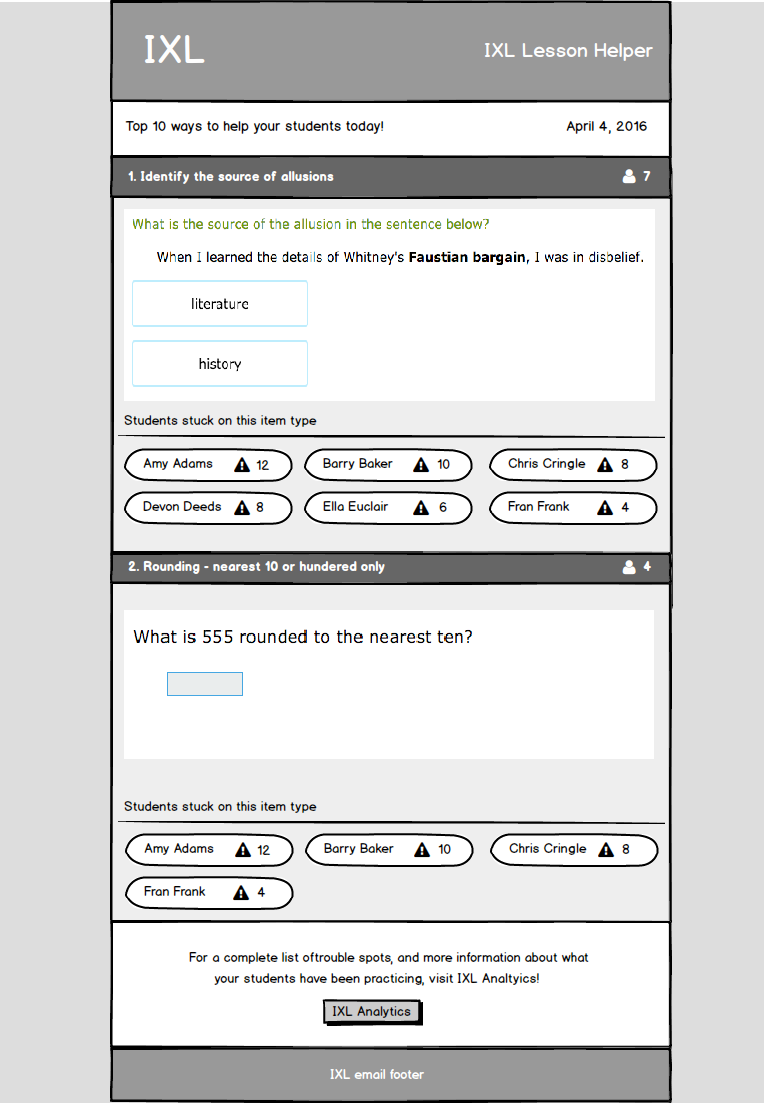 IXL
IXL Lesson Helper
Top 10 ways to help your students today!
April 4, 2016
1. Identify the source of allusions
7
What is the source of the allusion in the sentence below?
When I learned the details of Whitney's Faustian bargain, I was in disbelief.
literature
history
Students stuck on this item type
Amy Adams 12
Barry Baker 10
Chris Cringle 8
Devon Deeds 8
Ella Euclair 6
Fran Frank 4
2. Rounding - nearest 10 or hundered only
4
What is 555 rounded to the nearest ten?
Students stuck on this item type
Amy Adams 12
Barry Baker 10
Chris Cringle 8
Fran Frank 4
For a complete list oftrouble spots, and more information about what
your students have been practicing, visit IXL Analtyics!
IXL Analytics
IXL email footer